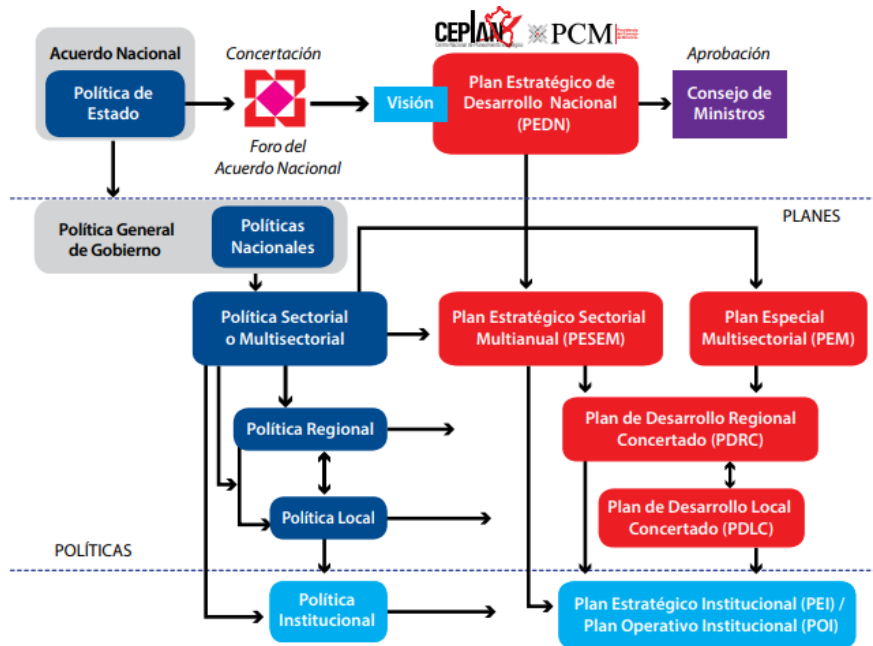 CEPLAN
PCM
Acuerdo Nacional
Política de
Estado
Concertación
Foro del
Acuerdo Nacional
Visión
Plan Estratégico de
Desarrollo Nacional
(PEDN)
Aprobación
Consejo de
Ministros
PLANES
Política General
de Gobierno
Políticas
Nacionales
Política Sectorial
o Multisectorial
Plan Estratégico Sectorial
Multianual (PESEM)
Plan Especial
Multisectorial (PEM)
Política Regional
Plan de Desarrollo Regional
Concertado (PDRC)
Política Local
Plan de Desarrollo Local
Concertado (PDLC)
POLÍTICAS
Política
Institucional
Plan Estratégico Institucional (PEI) /
Plan Operativo Institucional (POI)